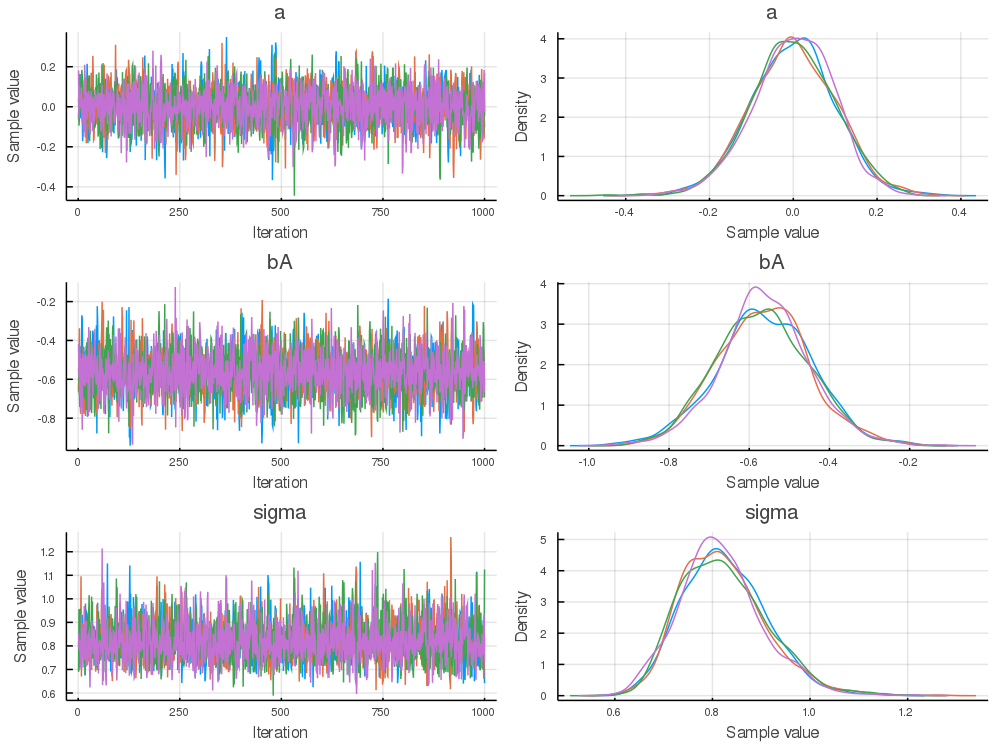 a
Sample value
0.2
0.0
-0.2
-0.4
0 250 500 750 1000
Iteration
a
Density
4
3
2
1
0
-0.4 -0.2 0.0 0.2 0.4
Sample value
bA
Sample value
-0.2
-0.4
-0.6
-0.8
0 250 500 750 1000
Iteration
bA
Density
4
3
2
1
0
-1.0 -0.8 -0.6 -0.4 -0.2
Sample value
sigma
Sample value
1.2
1.1
1.0
0.9
0.8
0.7
0.6
0 250 500 750 1000
Iteration
sigma
Density
5
4
3
2
1
0
0.6 0.8 1.0 1.2
Sample value